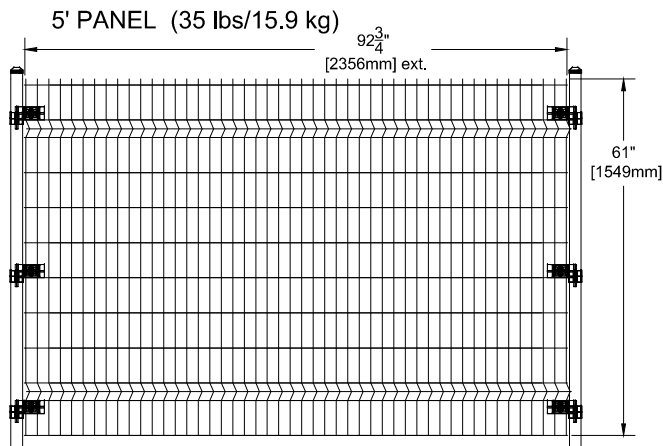 5' PANEL (35 lbs/15.9 kg)
92 3/4"
[2356mm] ext.
61"
[1549mm]